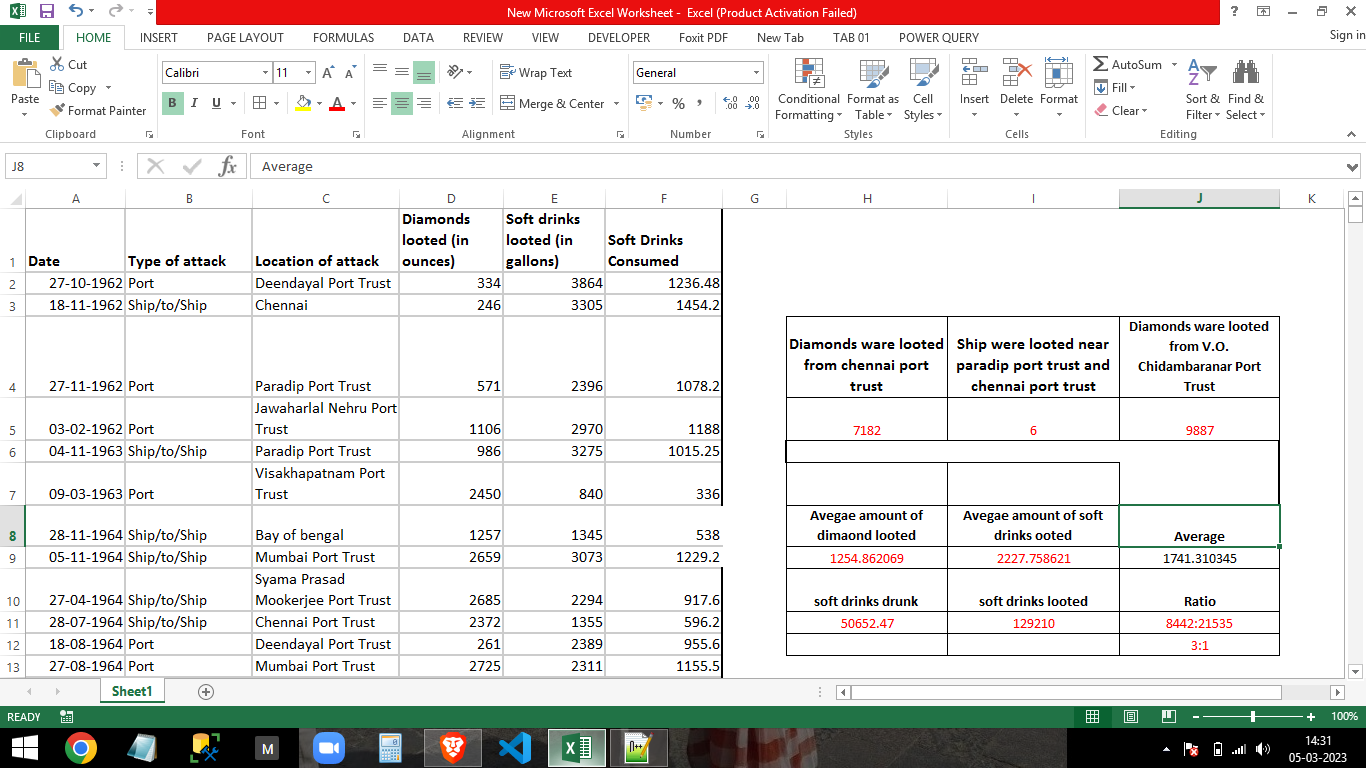 New Microsoft Excel Worksheet - Excel (Product Activation Failed)
FILE HOME INSERT PAGE LAYOUT FORMULAS DATA REVIEW VIEW DEVELOPER Foxit PDF New Tab TAB 01 POWER QUERY Sign in
Paste
Cut
Copy
Format Painter
Clipboard
Calibri 11
B I U
Font
Wrap Text
Merge & Center
Alignment
General
Number
Conditional Formatting
Format as Table
Cell Styles
Styles
Insert Delete Format
Cells
AutoSum
Fill
Clear
Sort & Filter
Find & Select
Editing
J8 fx Average
A B C D E F G H I J K
1 Date Type of attack Location of attack Diamonds looted (in ounces) Soft drinks looted (in gallons) Soft Drinks Consumed
2 27-10-1962 Port Deendayal Port Trust 334 3864 1236.48
3 18-11-1962 Ship/to/Ship Chennai 246 3305 1454.2
4 27-11-1962 Port Paradip Port Trust 571 2396 1078.2
5 03-02-1962 Port Jawaharlal Nehru Port Trust 1106 2970 1188
6 04-11-1963 Ship/to/Ship Paradip Port Trust 986 3275 1015.25
7 09-03-1963 Port Visakhapatnam Port Trust 2450 840 336
8 28-11-1964 Ship/to/Ship Bay of bengal 1257 1345 538
9 05-11-1964 Ship/to/Ship Mumbai Port Trust 2659 3073 1229.2
10 27-04-1964 Ship/to/Ship Syama Prasad Mookerjee Port Trust 2685 2294 917.6
11 28-07-1964 Ship/to/Ship Chennai Port Trust 2372 1355 596.2
12 18-08-1964 Port Deendayal Port Trust 261 2389 955.6
13 27-08-1964 Port Mumbai Port Trust 2725 2311 1155.5
Diamonds ware looted from chennai port trust
Ship were looted near paradip port trust and chennai port trust
Diamonds ware looted from V.O. Chidambaranar Port Trust
7182 6 9887
Avegae amount of dimaond looted
Avegae amount of soft drinks ooted
Average
1254.862069 2227.758621 1741.310345
soft drinks drunk soft drinks looted Ratio
50652.47 129210 8442:21535
3:1
Sheet1
READY 100%
14:31
05-03-2023